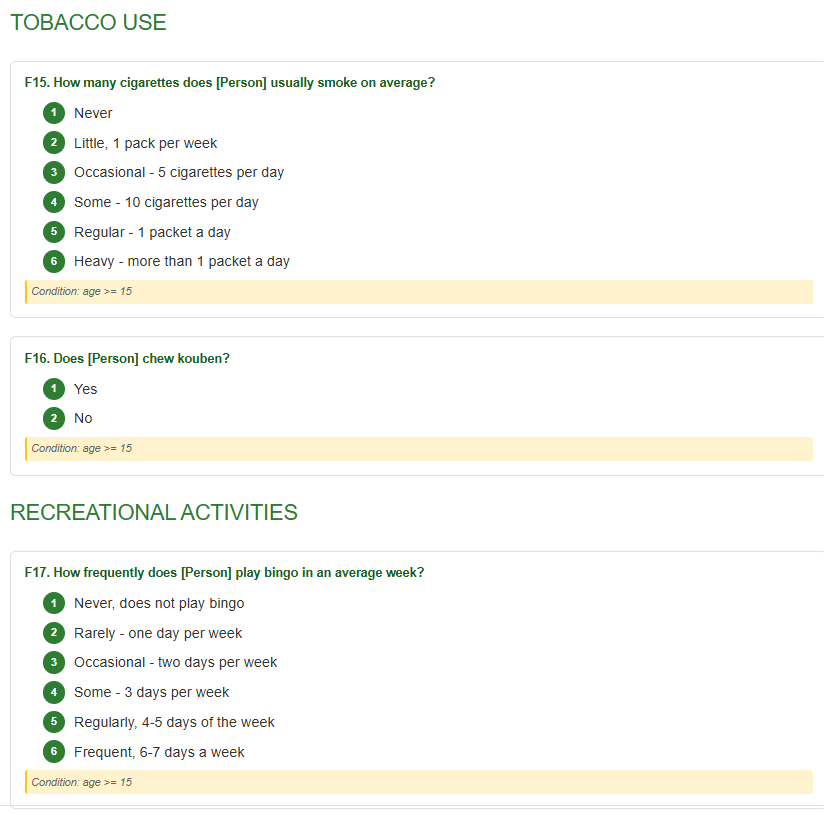 TOBACCO USE
F15. How many cigarettes does [Person] usually smoke on average?
1 Never
2 Little, 1 pack per week
3 Occasional - 5 cigarettes per day
4 Some - 10 cigarettes per day
5 Regular - 1 packet a day
6 Heavy - more than 1 packet a day
Condition: age >= 15
F16. Does [Person] chew kouben?
1 Yes
2 No
Condition: age >= 15
RECREATIONAL ACTIVITIES
F17. How frequently does [Person] play bingo in an average week?
1 Never, does not play bingo
2 Rarely - one day per week
3 Occasional - two days per week
4 Some - 3 days per week
5 Regularly, 4-5 days of the week
6 Frequent, 6-7 days a week
Condition: age >= 15